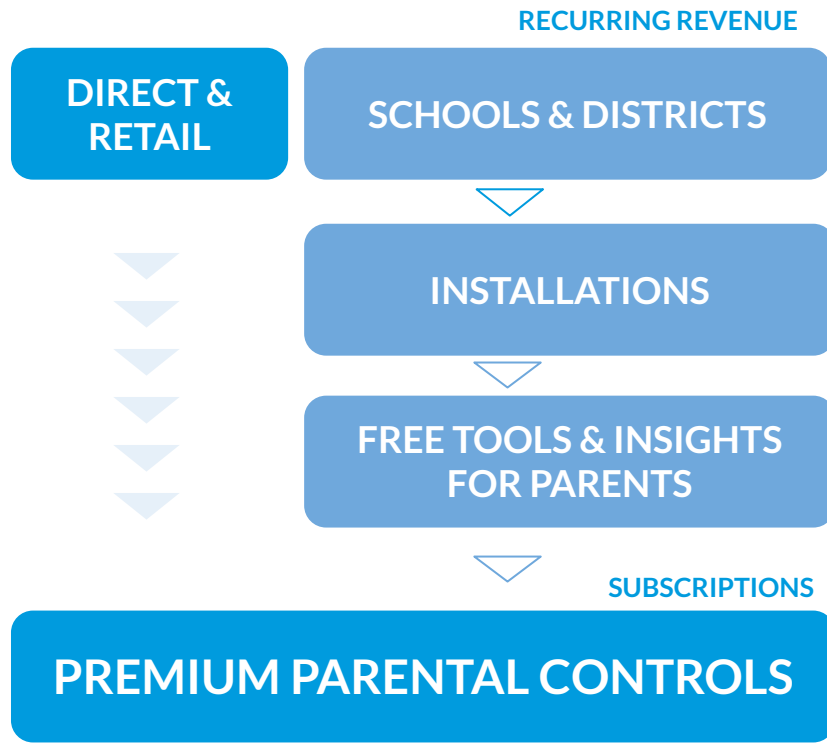 RECURRING REVENUE
DIRECT &
RETAIL
SCHOOLS & DISTRICTS
INSTALLATIONS
FREE TOOLS & INSIGHTS
FOR PARENTS
SUBSCRIPTIONS
PREMIUM PARENTAL CONTROLS